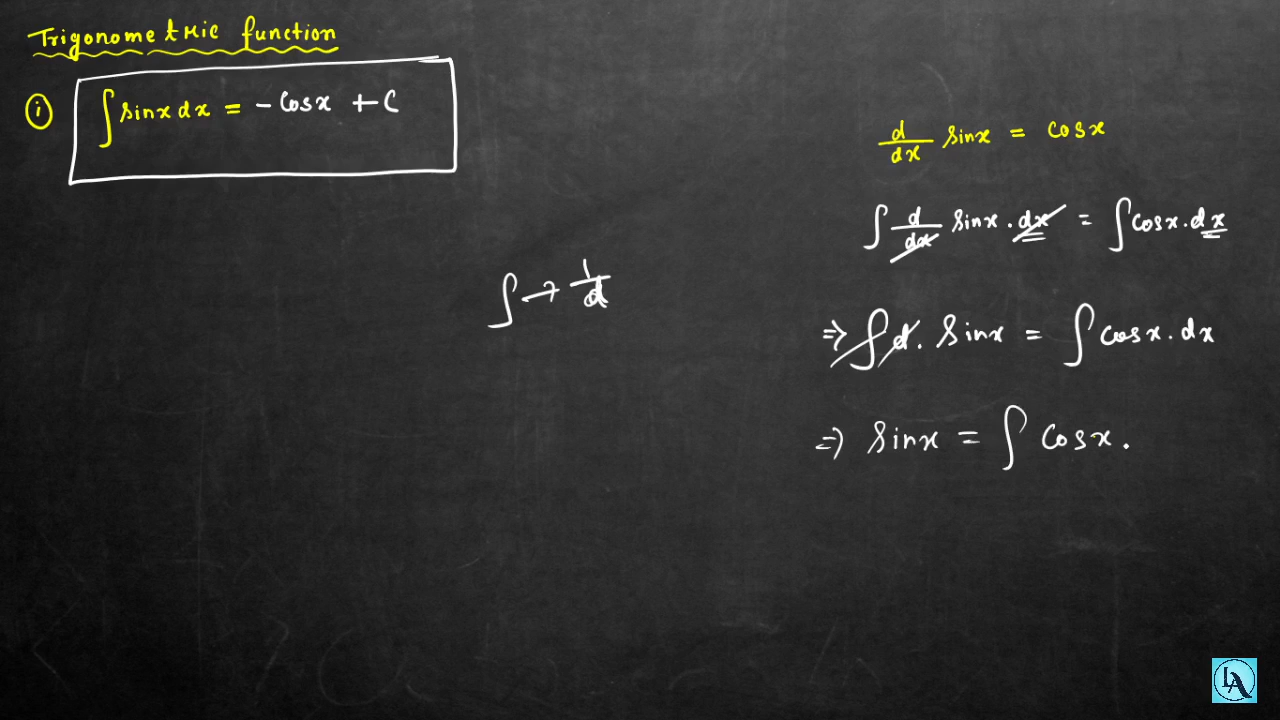 Trigonometric function
i ∫ sinx dx = - cosx + C
d/dx sinx = cosx
∫ d/dx sinx . dx = ∫ cosx . dx
∫ → 1/d
⇒ ∫ d . sinx = ∫ cosx . dx
⇒ sinx = ∫ cosx .
LA